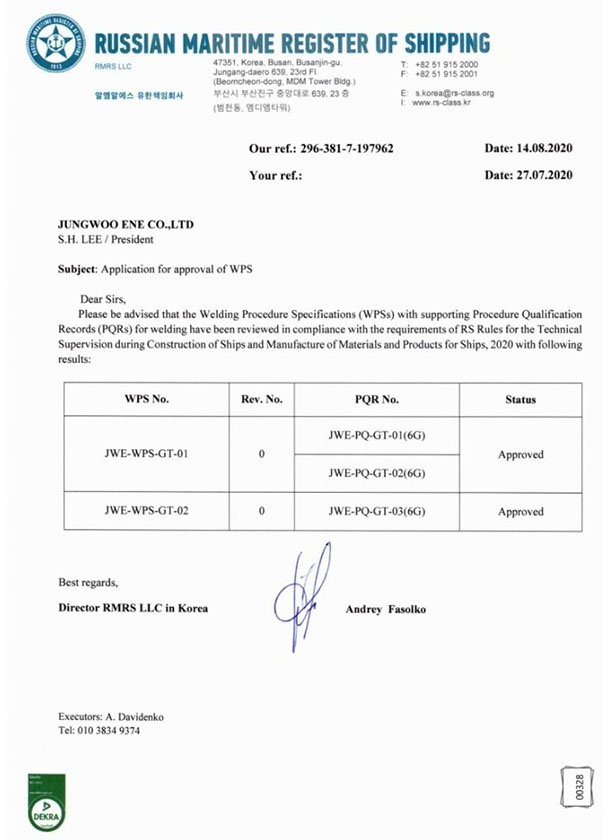 RUSSIAN MARITIME REGISTER OF SHIPPING
RUSSIAN MARITIME REGISTER OF SHIPPING
1913
RMRS LLC
알엠알에스 유한책임회사
47351, Korea, Busan, Busanjin-gu,
Jungang-daero 639, 23rd Fl.
(Beomcheon-dong, MDM Tower Bldg.)
부산시 부산진구 중앙대로 639, 23 층
(범천동, 엠디엠타워)
T: +82 51 915 2000
F: +82 51 915 2001
E: s.korea@rs-class.org
I: www.rs-class.kr
Our ref.: 296-381-7-197962 Date: 14.08.2020
Your ref.: Date: 27.07.2020
JUNGWOO ENE CO.,LTD
S.H. LEE / President
Subject: Application for approval of WPS
Dear Sirs,
Please be advised that the Welding Procedure Specifications (WPSs) with supporting Procedure Qualification
Records (PQRs) for welding have been reviewed in compliance with the requirements of RS Rules for the Technical
Supervision during Construction of Ships and Manufacture of Materials and Products for Ships, 2020 with following
results:
WPS No. Rev. No. PQR No. Status
JWE-WPS-GT-01 0 JWE-PQ-GT-01(6G) Approved
JWE-PQ-GT-02(6G)
JWE-WPS-GT-02 0 JWE-PQ-GT-03(6G) Approved
Best regards,
Director RMRS LLC in Korea Andrey Fasolko
Executors: A. Davidenko
Tel: 010 3834 9374
DEKRA
00328